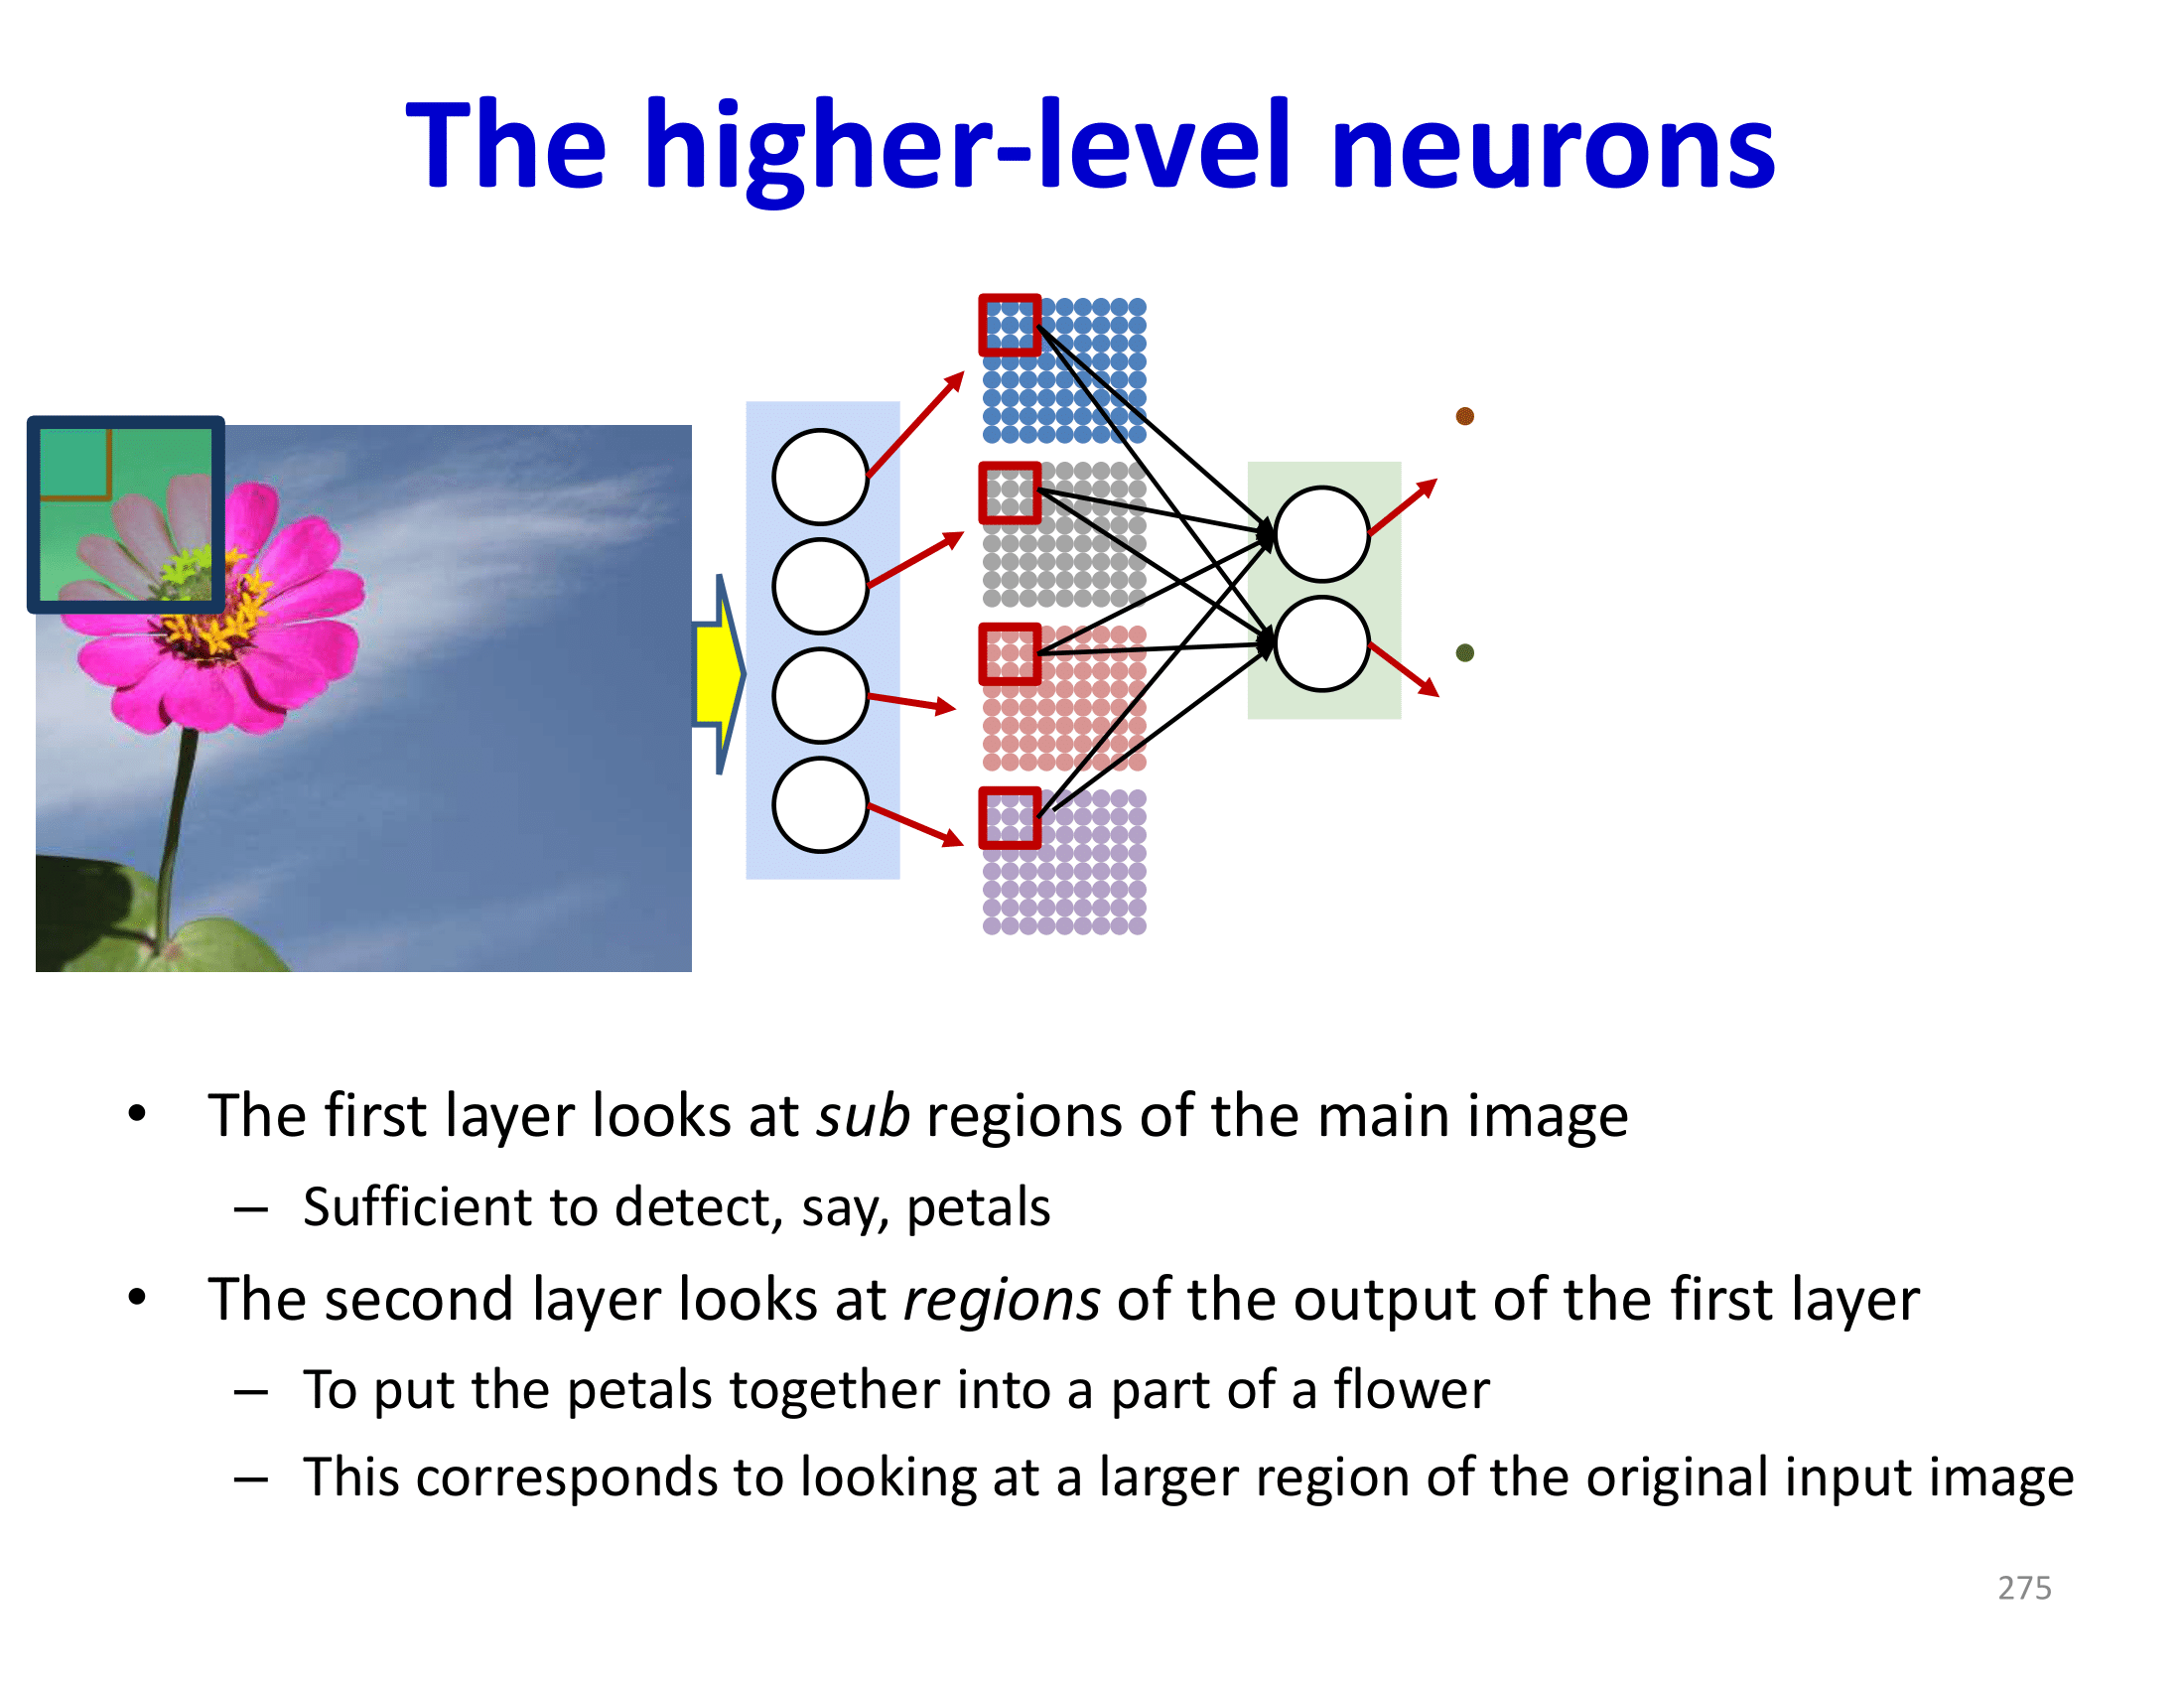 The higher-level neurons
• The first layer looks at sub regions of the main image
– Sufficient to detect, say, petals
• The second layer looks at regions of the output of the first layer
– To put the petals together into a part of a flower
– This corresponds to looking at a larger region of the original input image
275